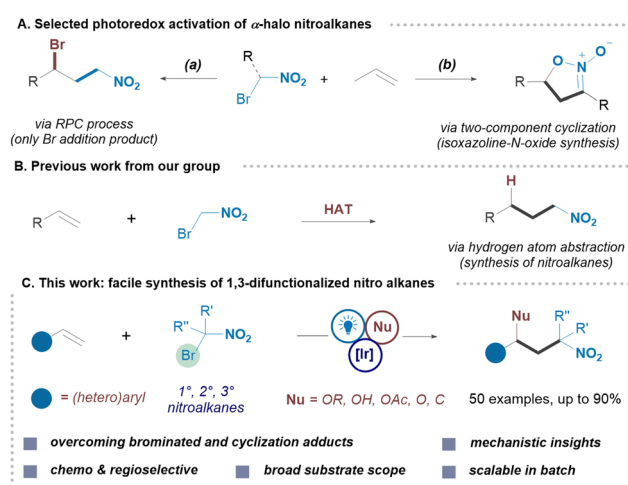 A. Selected photoredox activation of α-halo nitroalkanes
Br
R
NO₂
(a)
R
NO₂
Br
+
(b)
O
N
+
O
−
R
R
via RPC process
(only Br addition product)
via two-component cyclization
(isoxazoline-N-oxide synthesis)
B. Previous work from our group
R
+
NO₂
Br
HAT
H
R
NO₂
via hydrogen atom abstraction
(synthesis of nitroalkanes)
C. This work: facile synthesis of 1,3-difunctionalized nitro alkanes
+
R'
R''
NO₂
Br
Nu
[Ir]
Nu
R''
R'
NO₂
= (hetero)aryl
1°, 2°, 3°
nitroalkanes
Nu = OR, OH, OAc, O, C
50 examples, up to 90%
overcoming brominated and cyclization adducts
mechanistic insights
chemo & regioselective
broad substrate scope
scalable in batch